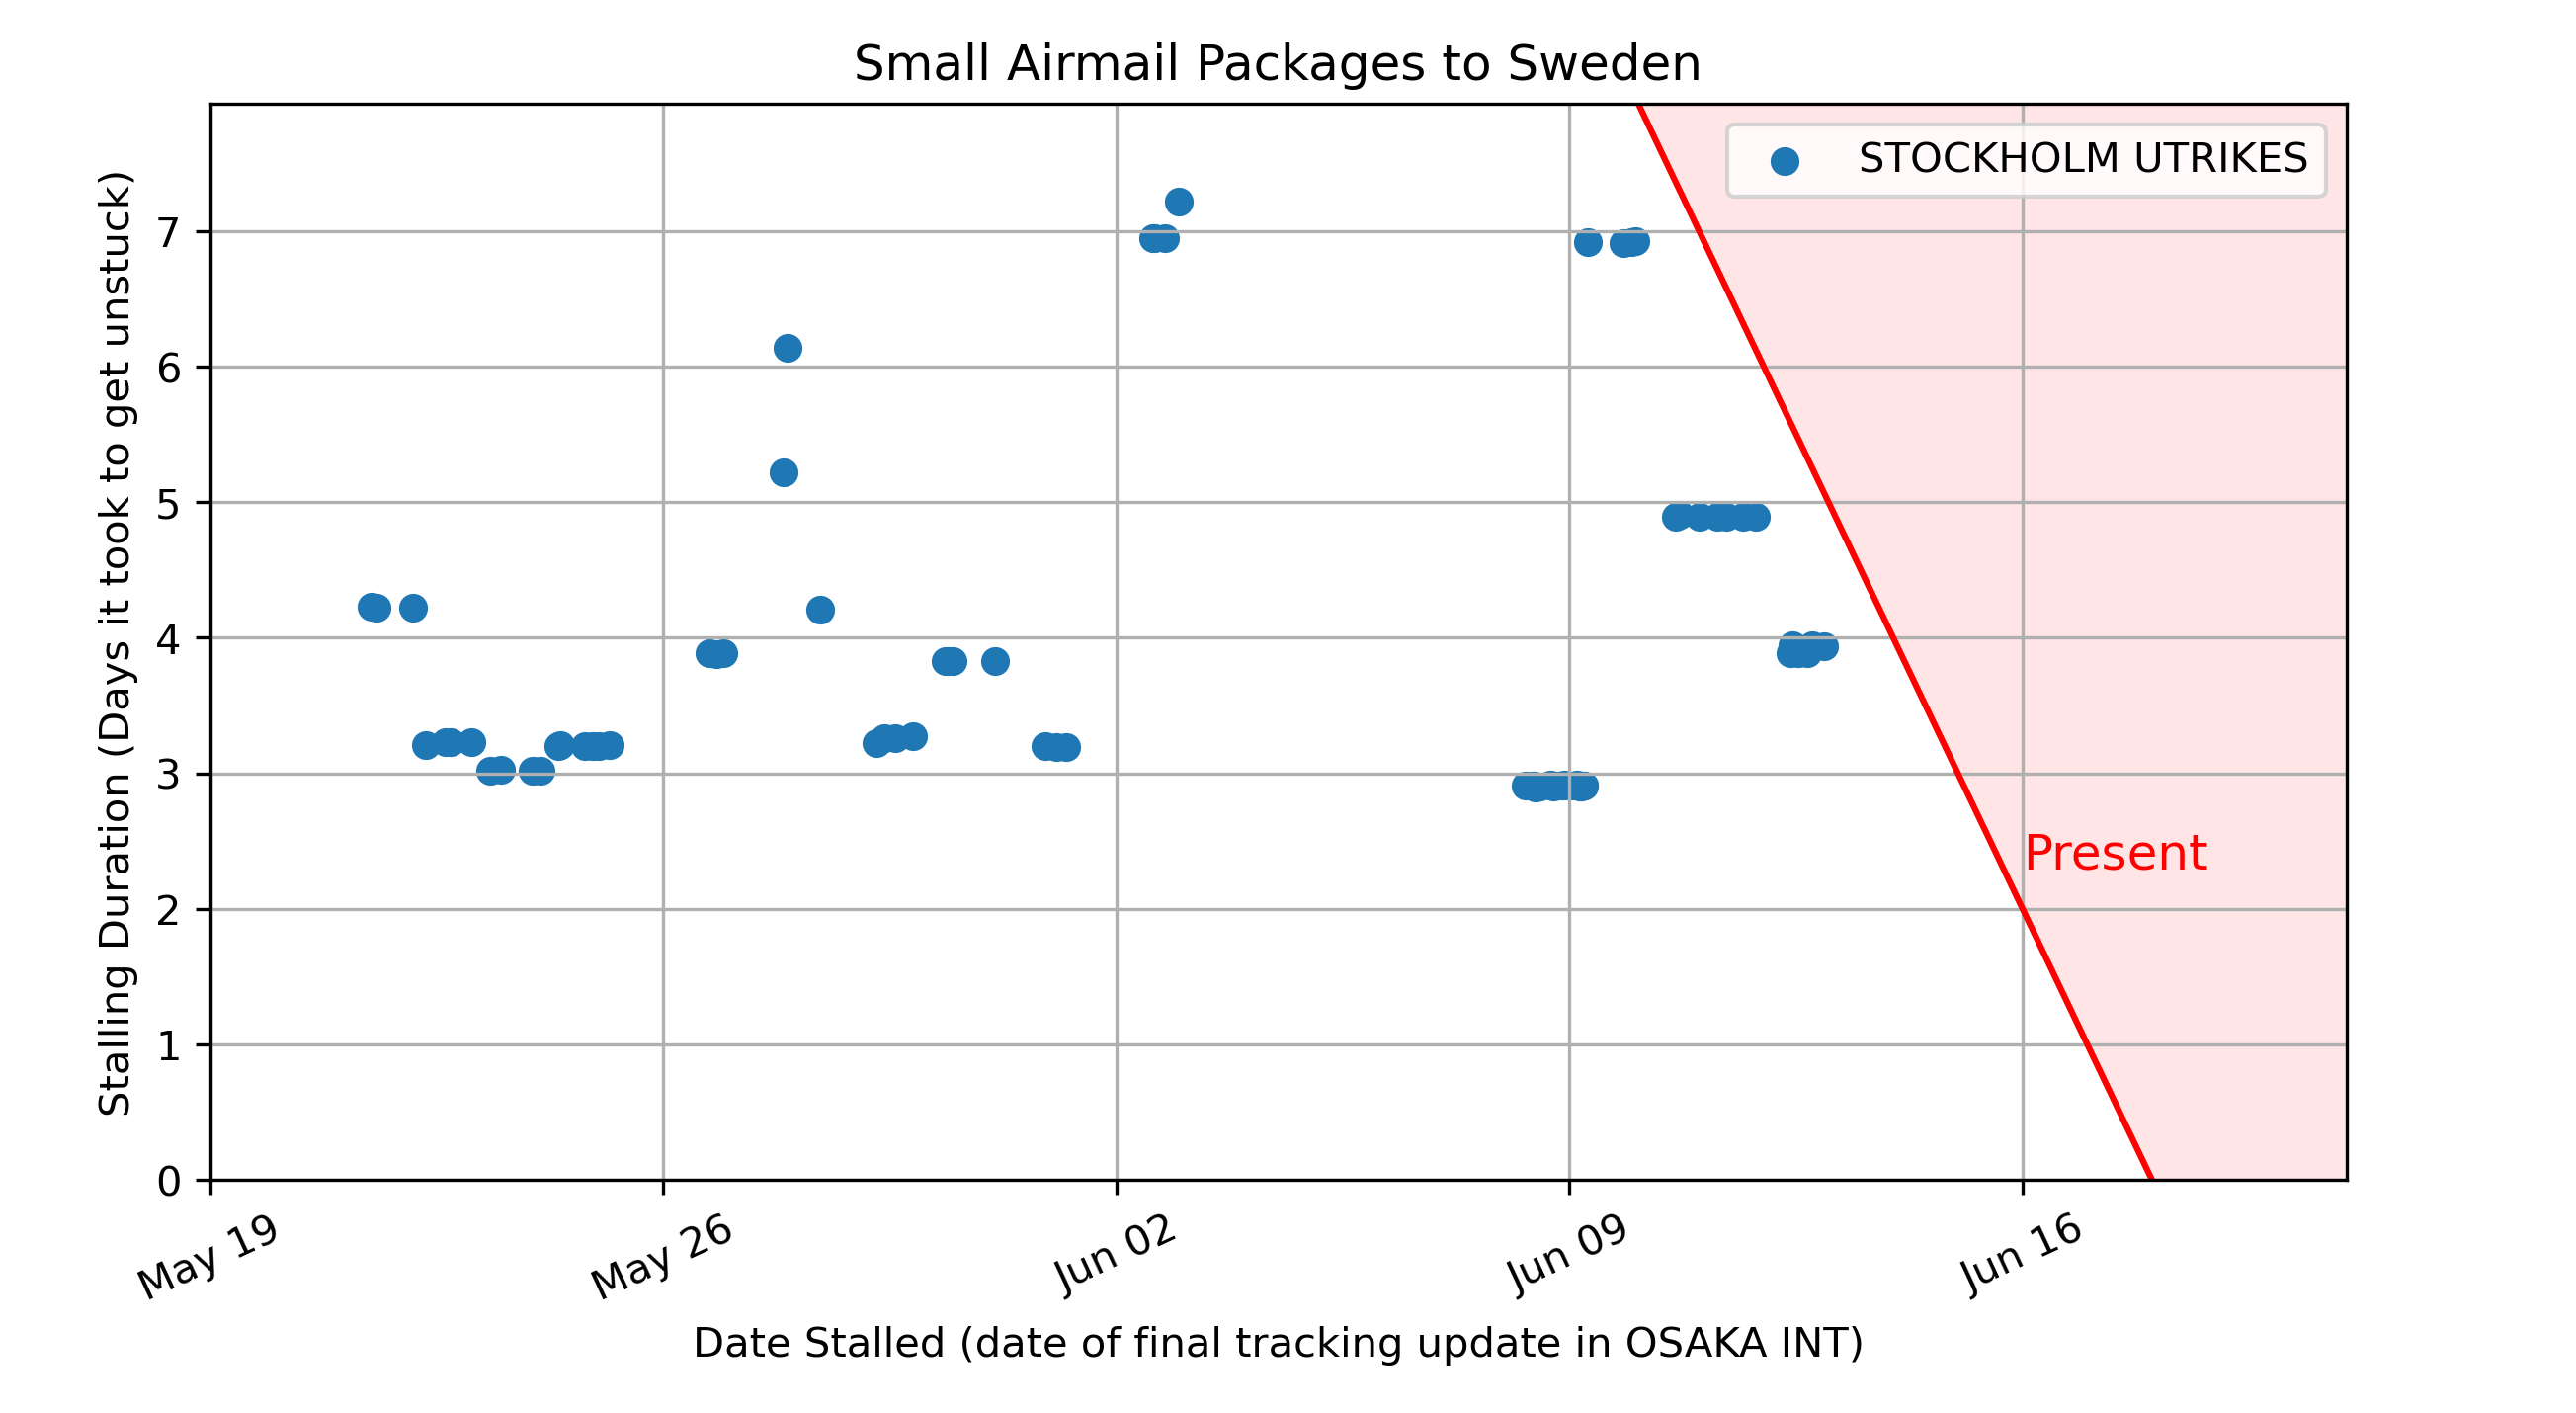 Small Airmail Packages to Sweden
STOCKHOLM UTRIKES
Stalling Duration (Days it took to get unstuck)
7
6
5
4
3
2
1
0
Present
May 19
May 26
Jun 02
Jun 09
Jun 16
Date Stalled (date of final tracking update in OSAKA INT)